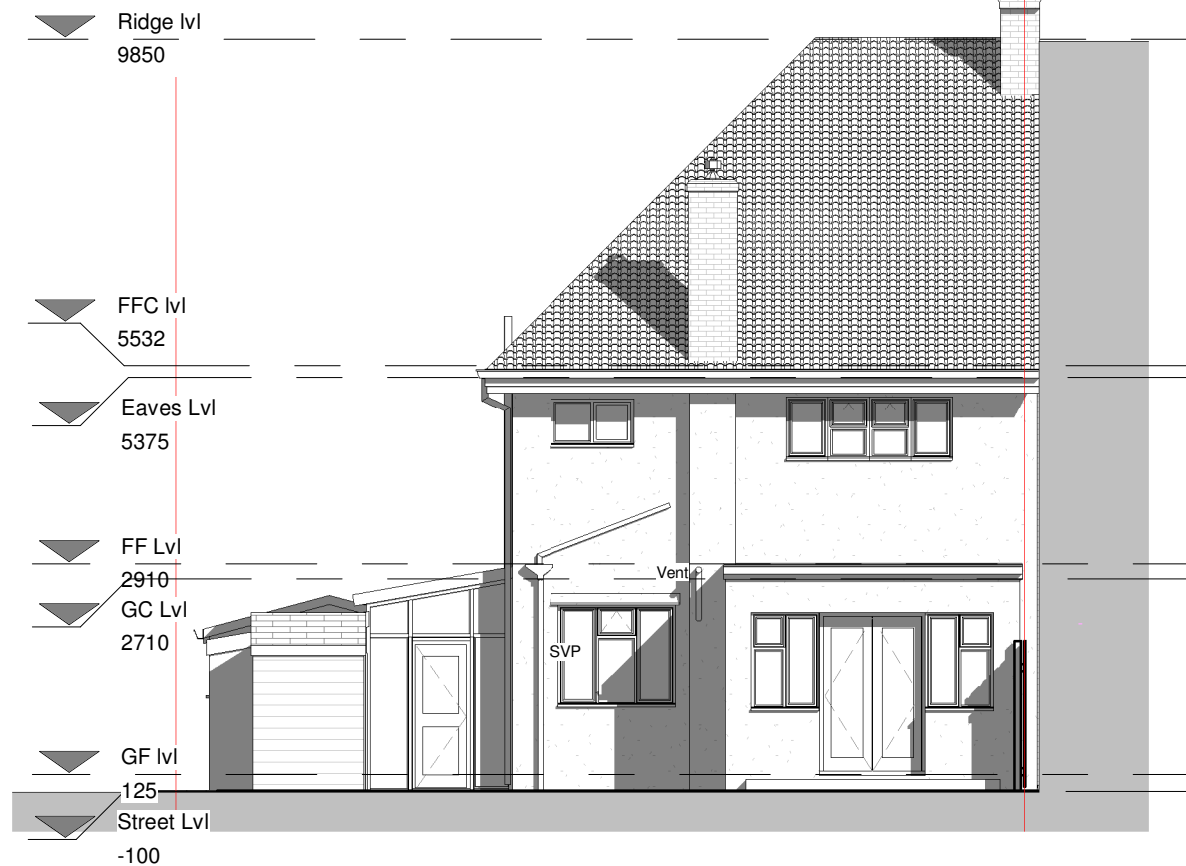 Ridge lvl
9850
FFC lvl
5532
Eaves Lvl
5375
FF Lvl
2910
GC Lvl
2710
Vent
SVP
GF lvl
125
Street Lvl
-100